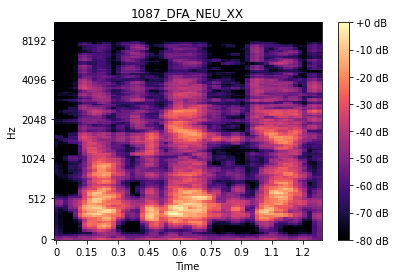 1087_DFA_NEU_XX
+0 dB
8192
-10 dB
4096
-20 dB
-30 dB
2048
Hz
-40 dB
1024
-50 dB
512
-60 dB
-70 dB
0
-80 dB
0 0.15 0.3 0.45 0.6 0.75 0.9 1.1 1.2
Time